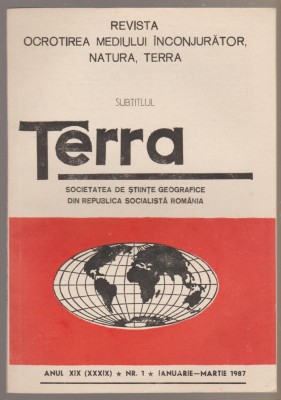 REVISTA
OCROTIREA MEDIULUI ÎNCONJURĂTOR,
NATURA, TERRA
SUBTITLUL
Terra
SOCIETATEA DE ȘTIINȚE GEOGRAFICE
DIN REPUBLICA SOCIALISTĂ ROMÂNIA
ANUL XIX (XXXIX) ★ NR. 1 ★ IANUARIE—MARTIE 1987